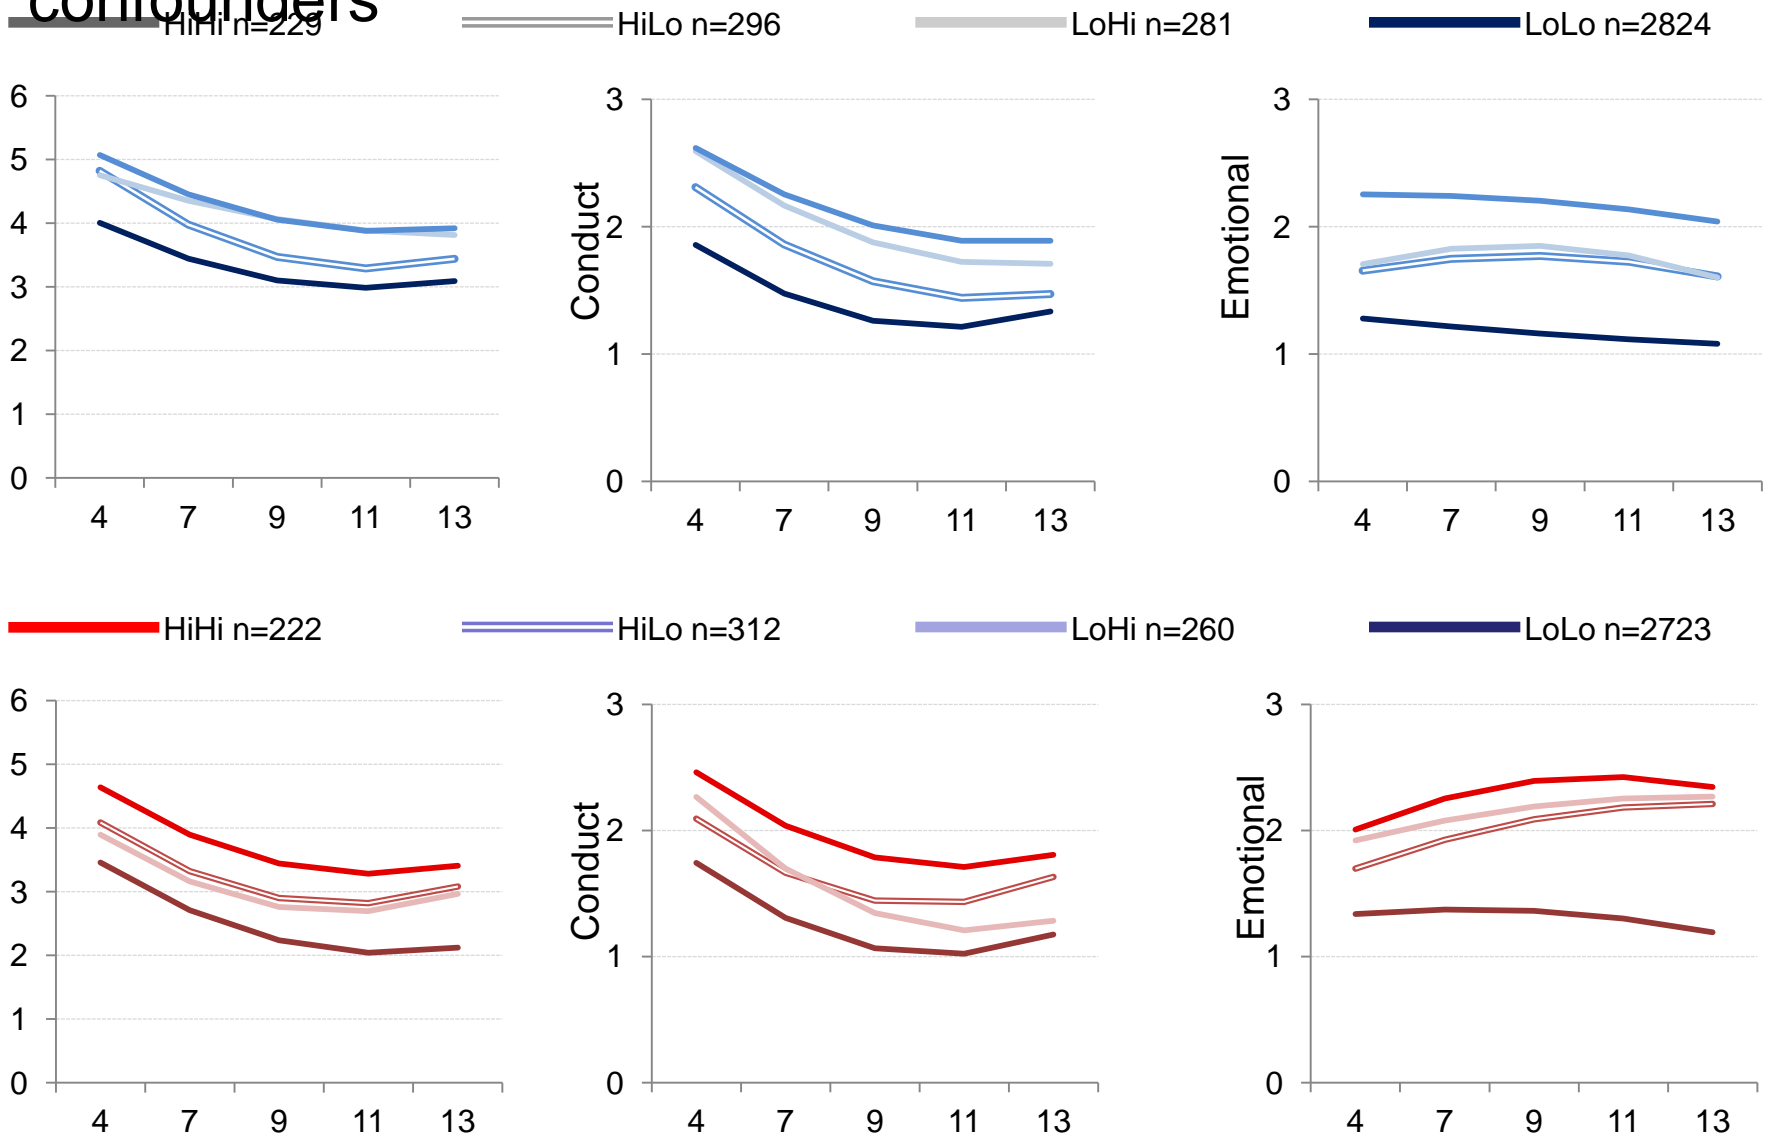 confounders
HiHi n=229 HiLo n=296 LoHi n=281 LoLo n=2824
6 5 4 3 2 1 0
4 7 9 11 13
Conduct
3 2 1 0
4 7 9 11 13
Emotional
3 2 1 0
4 7 9 11 13
HiHi n=222 HiLo n=312 LoHi n=260 LoLo n=2723
6 5 4 3 2 1 0
4 7 9 11 13
Conduct
3 2 1 0
4 7 9 11 13
Emotional
3 2 1 0
4 7 9 11 13